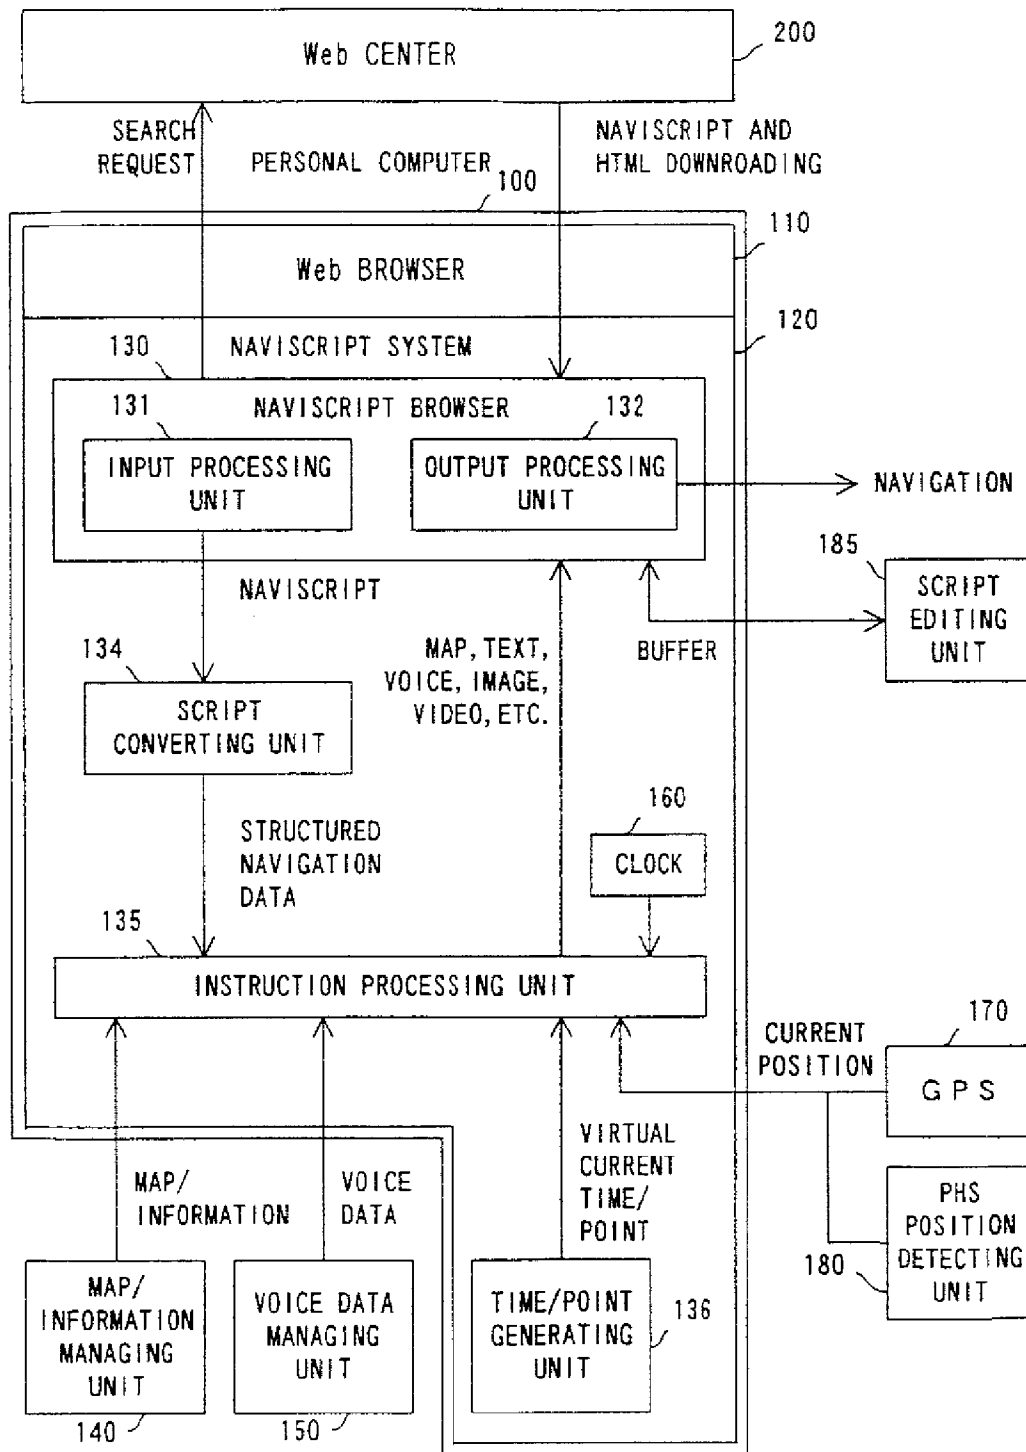 Web CENTER
200
SEARCH
REQUEST
PERSONAL COMPUTER
100
NAVISCRIPT AND
HTML DOWNROADING
110
Web BROWSER
120
130
NAVISCRIPT SYSTEM
NAVISCRIPT BROWSER
131
132
INPUT PROCESSING
UNIT
OUTPUT PROCESSING
UNIT
NAVIGATION
185
SCRIPT
EDITING
UNIT
NAVISCRIPT
BUFFER
134
MAP, TEXT,
VOICE, IMAGE,
VIDEO, ETC.
SCRIPT
CONVERTING UNIT
160
CLOCK
STRUCTURED
NAVIGATION
DATA
135
INSTRUCTION PROCESSING UNIT
CURRENT
POSITION
170
GPS
VIRTUAL
CURRENT
TIME/
POINT
MAP/
INFORMATION
VOICE
DATA
PHS
POSITION
DETECTING
UNIT
180
MAP/
INFORMATION
MANAGING
UNIT
140
VOICE DATA
MANAGING
UNIT
150
TIME/POINT
GENERATING
UNIT
136